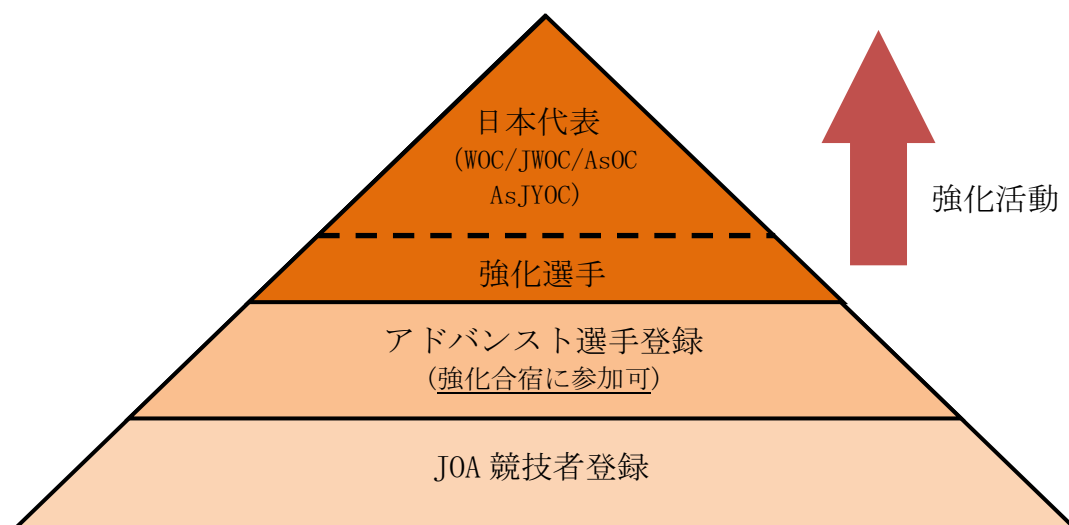 日本代表
(WOC/JWOC/AsOC
AsJYOC)
強化活動
強化選手
アドバンスト選手登録
(強化合宿に参加可)
JOA 競技者登録